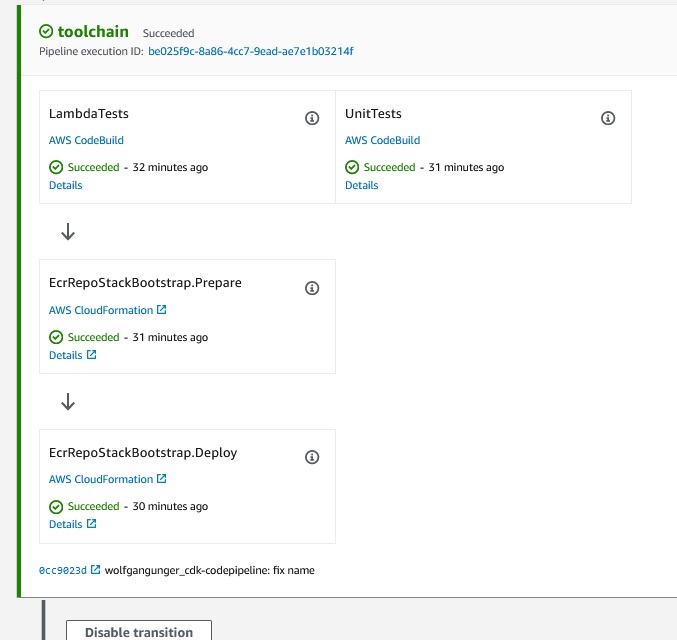 toolchain Succeeded
Pipeline execution ID: be025f9c-8a86-4cc7-9ead-ae7e1b03214f
LambdaTests
AWS CodeBuild
Succeeded - 32 minutes ago
Details
UnitTests
AWS CodeBuild
Succeeded - 31 minutes ago
Details
EcrRepoStackBootstrap.Prepare
AWS CloudFormation
Succeeded - 31 minutes ago
Details
EcrRepoStackBootstrap.Deploy
AWS CloudFormation
Succeeded - 30 minutes ago
Details
0cc9023d wolfgangunger_cdk-codepipeline: fix name
Disable transition